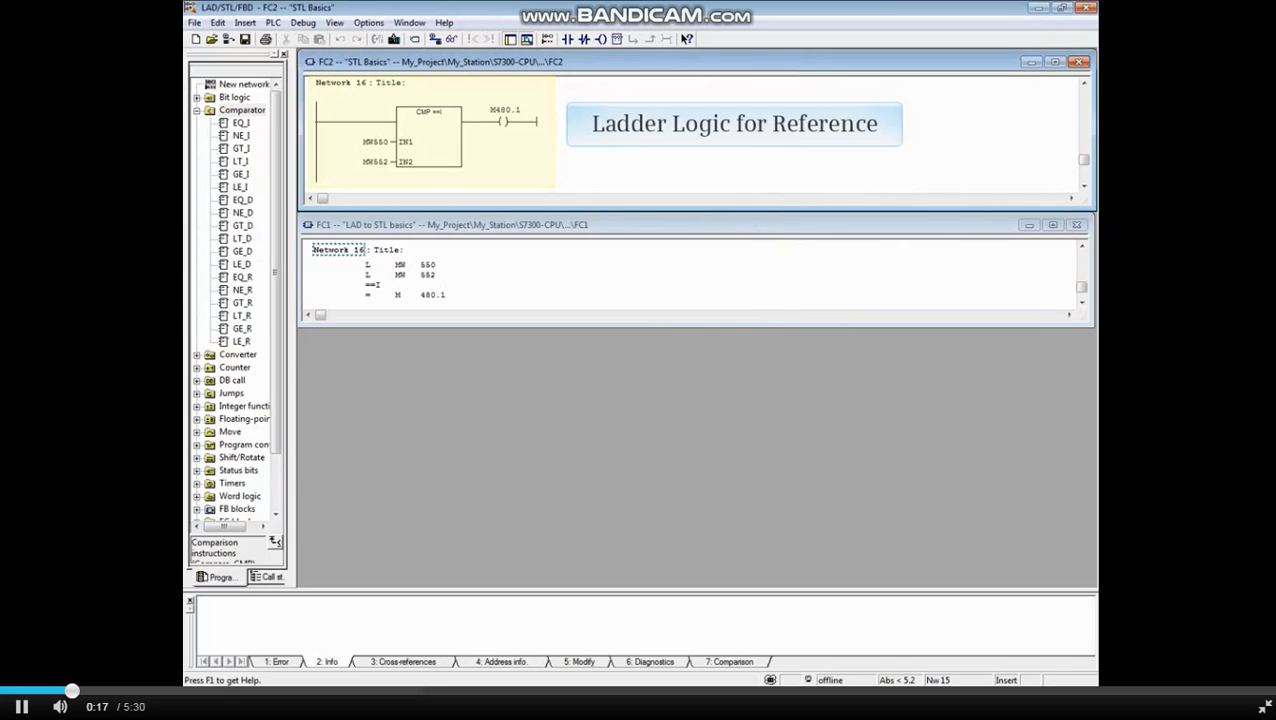 LAD/STL/FBD - FC2 -- "STL Basics"
www.BANDICAM.com
File Edit Insert PLC Debug View Options Window Help
New network
Bit logic
Comparator
EQ_I
NE_I
GT_I
LT_I
GE_I
LE_I
EQ_D
NE_D
GT_D
LT_D
GE_D
LE_D
EQ_R
NE_R
GT_R
LT_R
GE_R
LE_R
Converter
Counter
DB call
Jumps
Integer functi
Floating-poin
Move
Program con
Shift/Rotate
Status bits
Timers
Word logic
FB blocks
Comparison
instructions
Progra... Call st.
FC2 -- "STL Basics" -- My_Project\My_Station\S7300-CPU\...\FC2
Network 16 : Title:
CMP ==I
M480.1
MW550 IN1
MW552 IN2
Ladder Logic for Reference
FC1 -- "LAD to STL basics" -- My_Project\My_Station\S7300-CPU\...\FC1
Network 16 : Title:
L MW 550
L MW 552
==I
= M 480.1
1: Error 2: Info 3: Cross-references 4: Address info. 5: Modify 6: Diagnostics 7: Comparison
Press F1 to get Help. offline Abs < 5.2 Nw 15 Insert
0:17 / 5:30